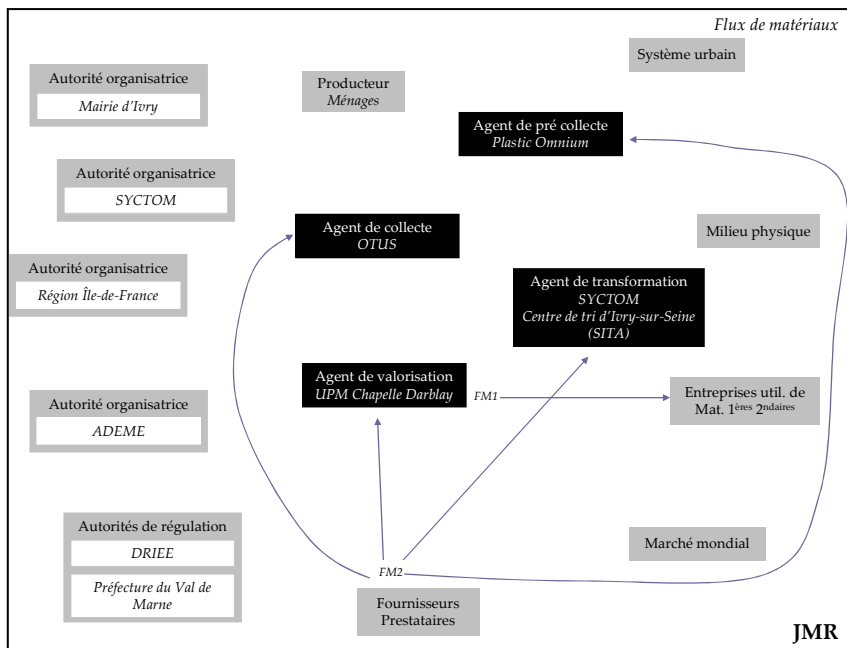 Flux de matériaux
Système urbain
Autorité organisatrice
Mairie d'Ivry
Producteur
Ménages
Agent de pré collecte
Plastic Omnium
Autorité organisatrice
SYCTOM
Agent de collecte
OTUS
Milieu physique
Autorité organisatrice
Région Île-de-France
Agent de transformation
SYCTOM
Centre de tri d'Ivry-sur-Seine
(SITA)
Agent de valorisation
UPM Chapelle Darblay
FM1
Entreprises util. de
Mat. 1ères 2ndaires
Autorité organisatrice
ADEME
Autorités de régulation
DRIEE
Préfecture du Val de
Marne
Marché mondial
FM2
Fournisseurs
Prestataires
JMR